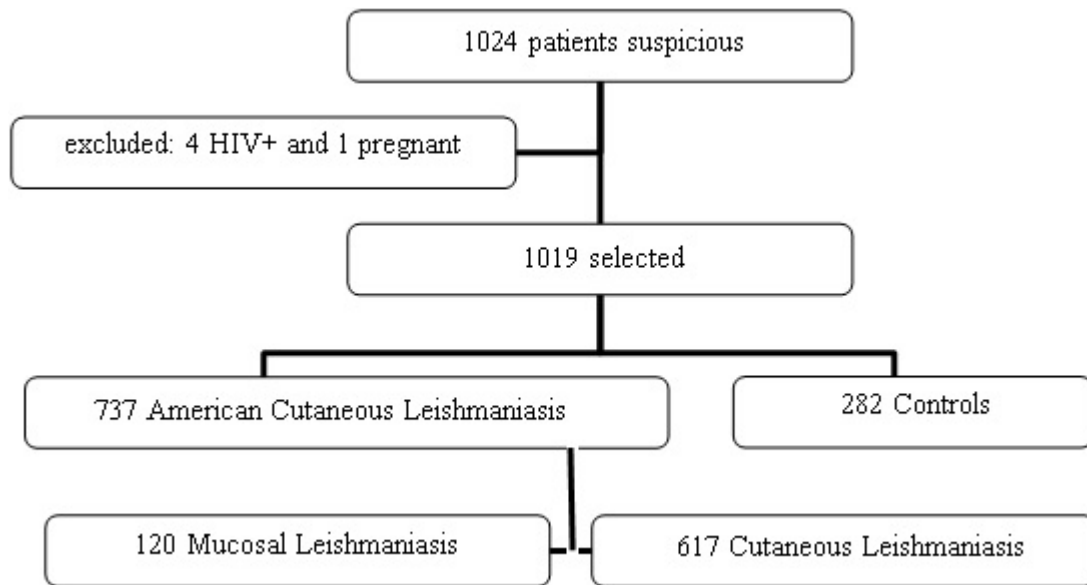 1024 patients suspicious
excluded: 4 HIV+ and 1 pregnant
1019 selected
737 American Cutaneous Leishmaniasis
282 Controls
120 Mucosal Leishmaniasis
617 Cutaneous Leishmaniasis